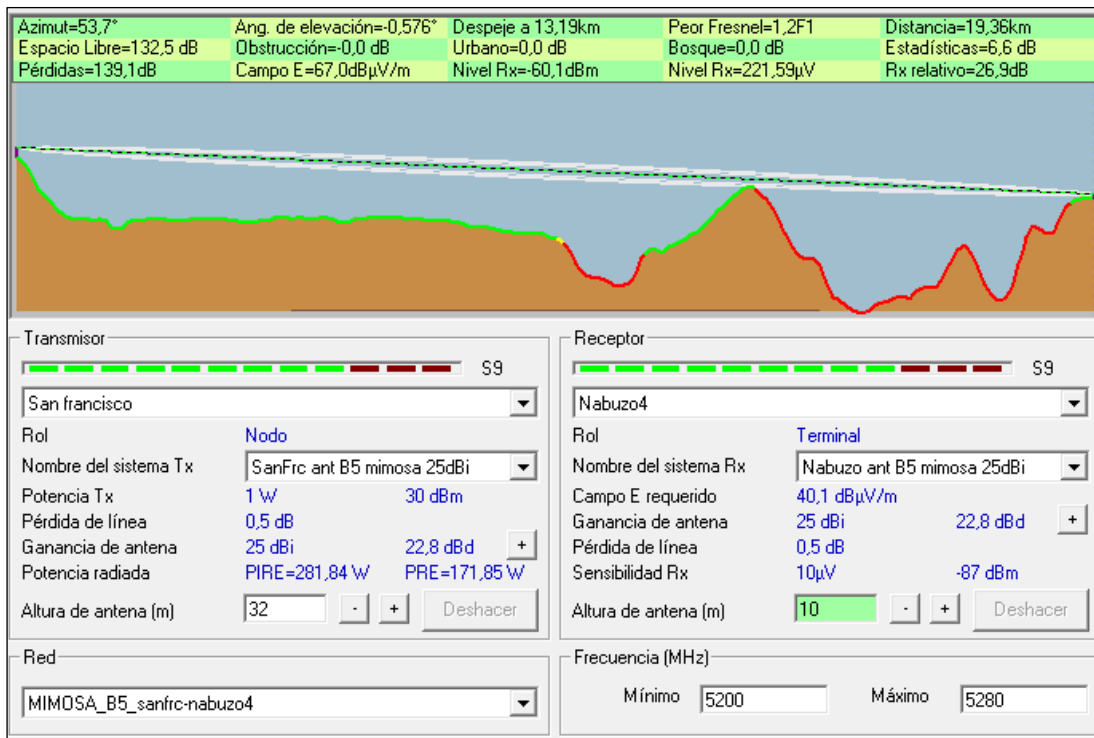 Azimut=53,7° Ang. de elevación=-0,576° Despeje a 13,19km Peor Fresnel=1,2F1 Distancia=19,36km
Espacio Libre=132,5 dB Obstrucción=-0,0 dB Urbano=0,0 dB Bosque=0,0 dB Estadísticas=6,6 dB
Pérdidas=139,1dB Campo E=67,0dBµV/m Nivel Rx=-60,1dBm Nivel Rx=221,59µV Rx relativo=26,9dB
Transmisor
S9
San francisco
Rol Nodo
Nombre del sistema Tx SanFrc ant B5 mimosa 25dBi
Potencia Tx 1 W 30 dBm
Pérdida de línea 0,5 dB
Ganancia de antena 25 dBi 22,8 dBd +
Potencia radiada PIRE=281,84 W PRE=171,85 W
Altura de antena (m) 32 - + Deshacer
Receptor
S9
Nabuzo4
Rol Terminal
Nombre del sistema Rx Nabuzo ant B5 mimosa 25dBi
Campo E requerido 40,1 dBµV/m
Ganancia de antena 25 dBi 22,8 dBd +
Pérdida de línea 0,5 dB
Sensibilidad Rx 10µV -87 dBm
Altura de antena (m) 10 - + Deshacer
Red
MIMOSA_B5_sanfrc-nabuzo4
Frecuencia (MHz)
Mínimo 5200 Máximo 5280